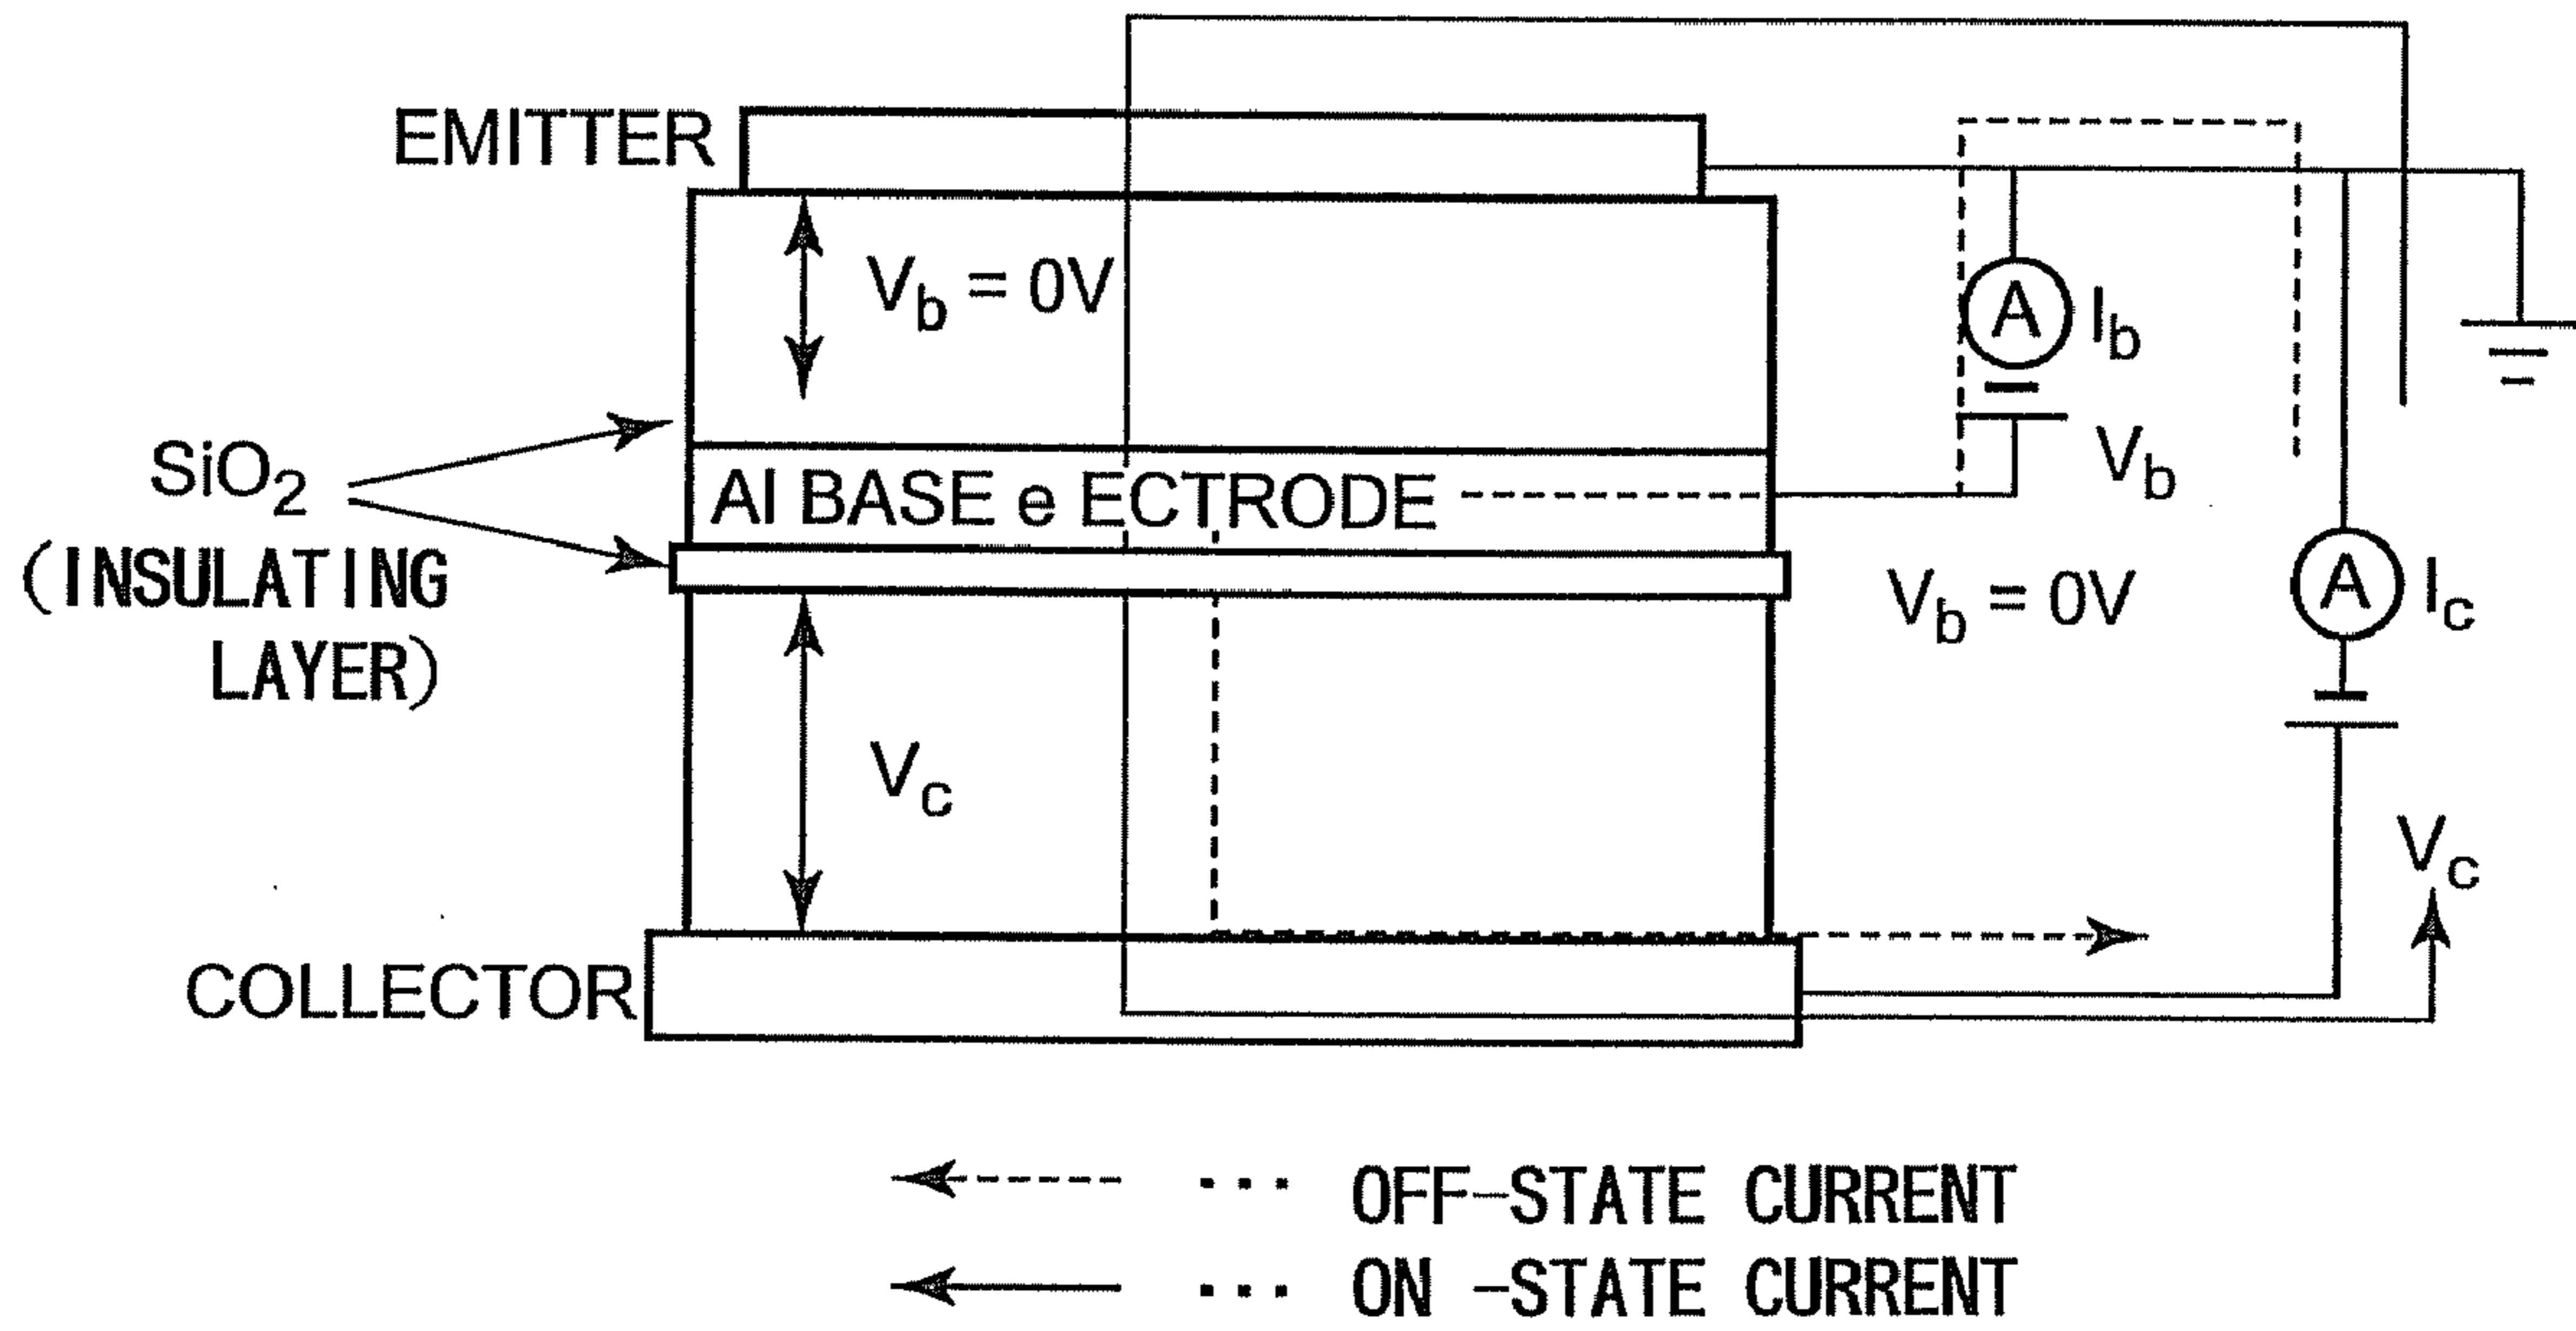 EMITTER
V_b = 0V
A I_b
V_b
SiO2
(INSULATING
LAYER)
Al BASE e ECTRODE
V_b = 0V
A I_c
V_c
V_c
COLLECTOR
... OFF-STATE CURRENT
... ON -STATE CURRENT